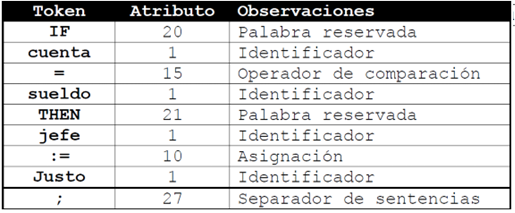 Token Atributo Observaciones
IF 20 Palabra reservada
cuenta 1 Identificador
= 15 Operador de comparación
sueldo 1 Identificador
THEN 21 Palabra reservada
jefe 1 Identificador
:= 10 Asignación
Justo 1 Identificador
; 27 Separador de sentencias